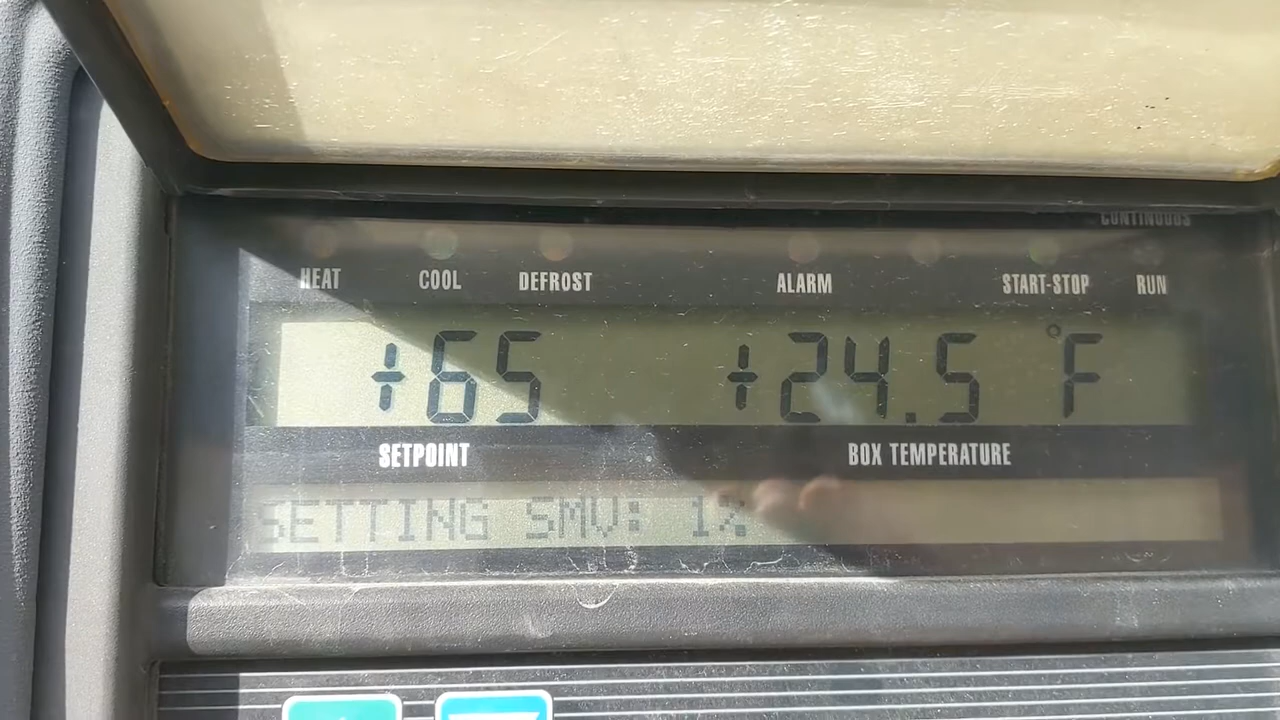 CONTINUOUS
HEAT COOL DEFROST ALARM START-STOP RUN
+65 +24.5 °F
SETPOINT BOX TEMPERATURE
SETTING SMV: 1%